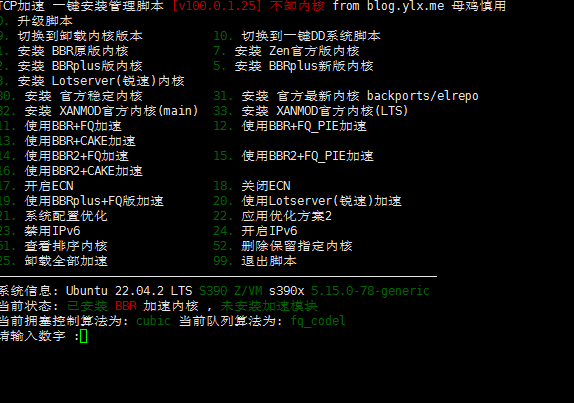 TCP加速 一键安装管理脚本 [v100.0.1.25] 不卸内核 from blog.ylx.me 母鸡慎用
0. 升级脚本
9. 切换到卸载内核版本 10. 切换到一键DD系统脚本
1. 安装 BBR原版内核 7. 安装 Zen官方版内核
2. 安装 BBRplus版内核 5. 安装 BBRplus新版内核
3. 安装 Lotserver(锐速)内核
30. 安装 官方稳定内核 31. 安装 官方最新内核 backports/elrepo
32. 安装 XANMOD官方内核(main) 33. 安装 XANMOD官方内核(LTS)
11. 使用BBR+FQ加速 12. 使用BBR+FQ_PIE加速
13. 使用BBR+CAKE加速
14. 使用BBR2+FQ加速 15. 使用BBR2+FQ_PIE加速
16. 使用BBR2+CAKE加速
17. 开启ECN 18. 关闭ECN
19. 使用BBRplus+FQ版加速 20. 使用Lotserver(锐速)加速
21. 系统配置优化 22. 应用优化方案2
23. 禁用IPv6 24. 开启IPv6
51. 查看排序内核 52. 删除保留指定内核
25. 卸载全部加速 99. 退出脚本
系统信息: Ubuntu 22.04.2 LTS S390 Z/VM s390x 5.15.0-78-generic
当前状态: 已安装 BBR 加速内核 , 未安装加速模块
当前拥塞控制算法为: cubic 当前队列算法为: fq_codel
请输入数字 :